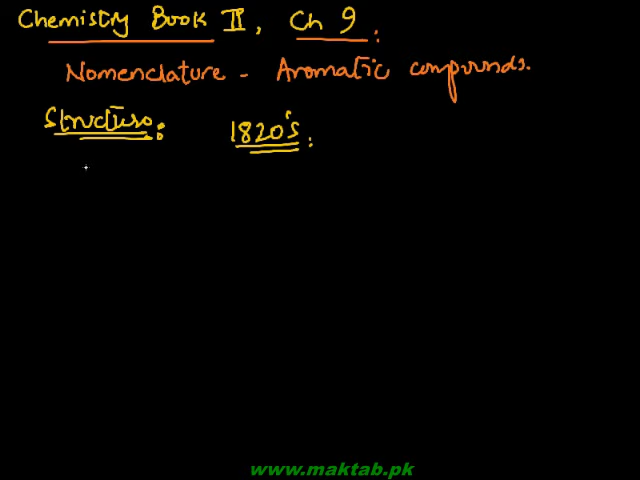 Chemistry Book II, Ch 9:
Nomenclature - Aromatic compounds.
Structure: 1820's:
www.maktab.pk